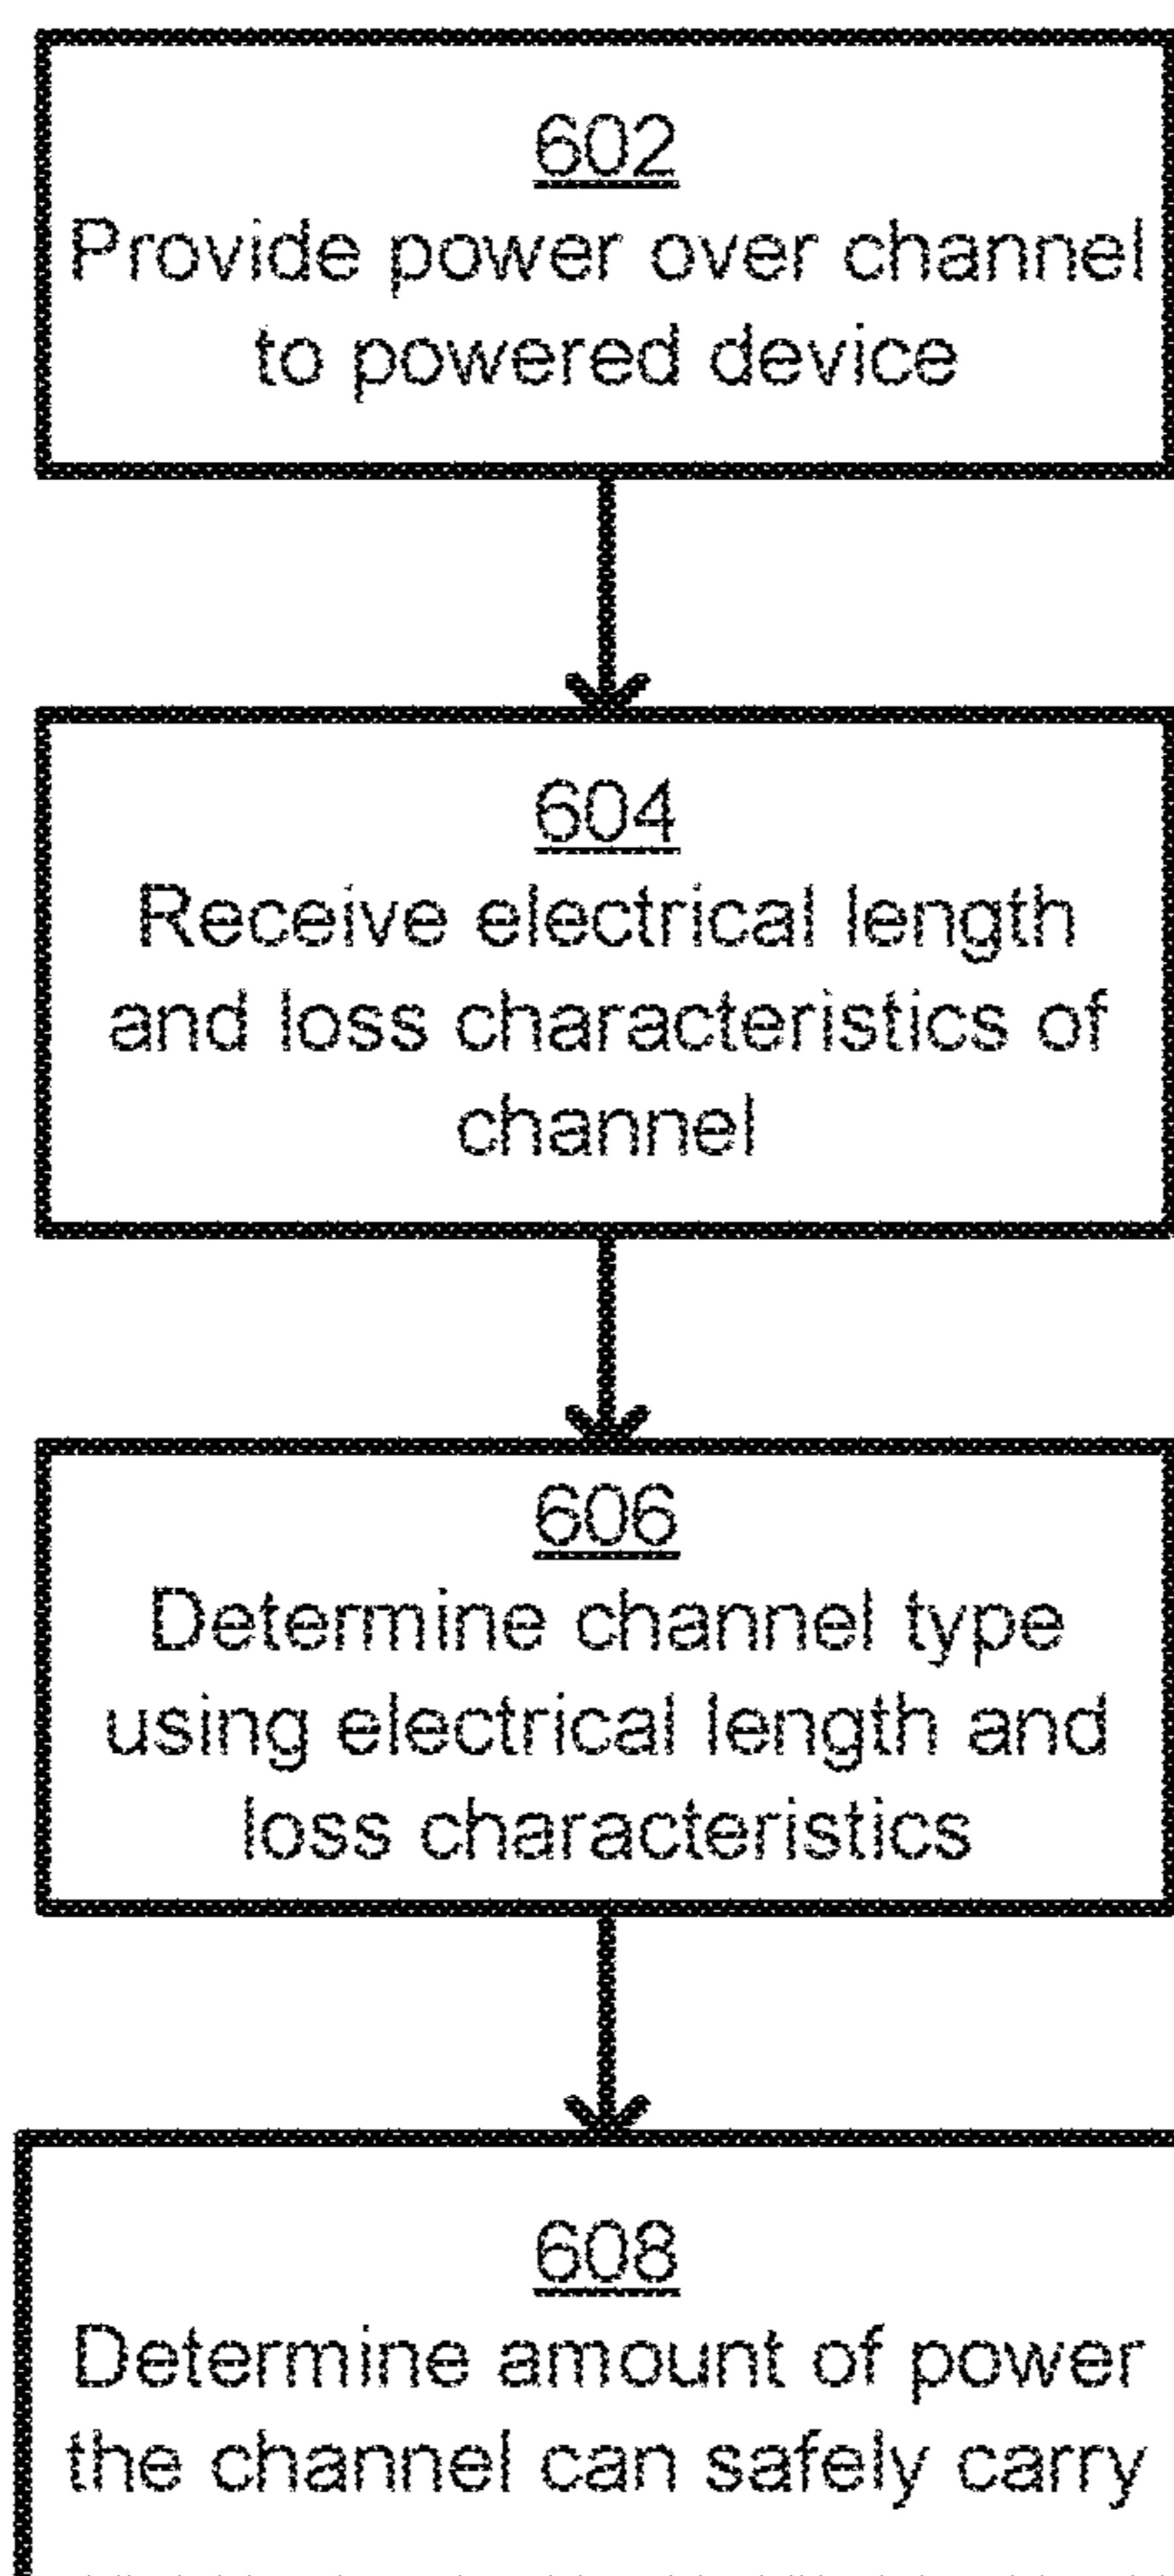 602
Provide power over channel
to powered device
604
Receive electrical length
and loss characteristics of
channel
606
Determine channel type
using electrical length and
loss characteristics
608
Determine amount of power
the channel can safely carry